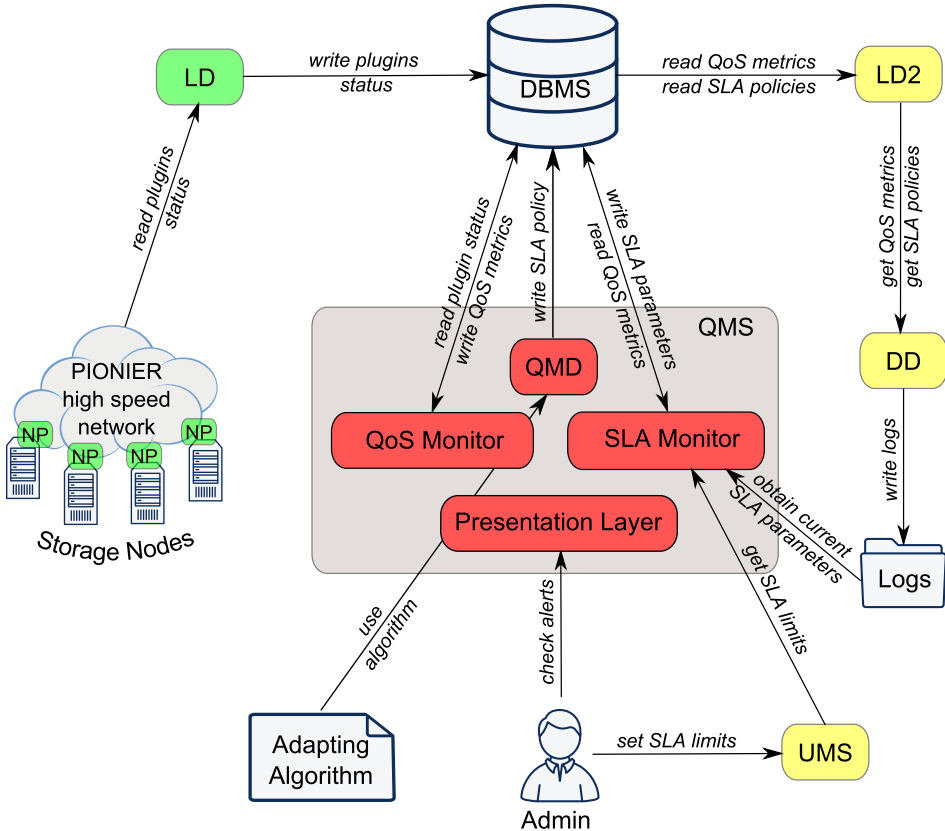 LD
write plugins
status
DBMS
read QoS metrics
read SLA policies
LD2
read plugins
status
read plugin status
write QoS metrics
write SLA policy
write SLA parameters
read QoS metrics
get QoS metrics
get SLA policies
QMS
PIONIER
high speed
network
NP
NP
NP
NP
Storage Nodes
QMD
QoS Monitor
SLA Monitor
Presentation Layer
DD
write logs
obtain current
SLA parameters
Logs
use
algorithm
check alerts
get SLA limits
Adapting
Algorithm
Admin
set SLA limits
UMS